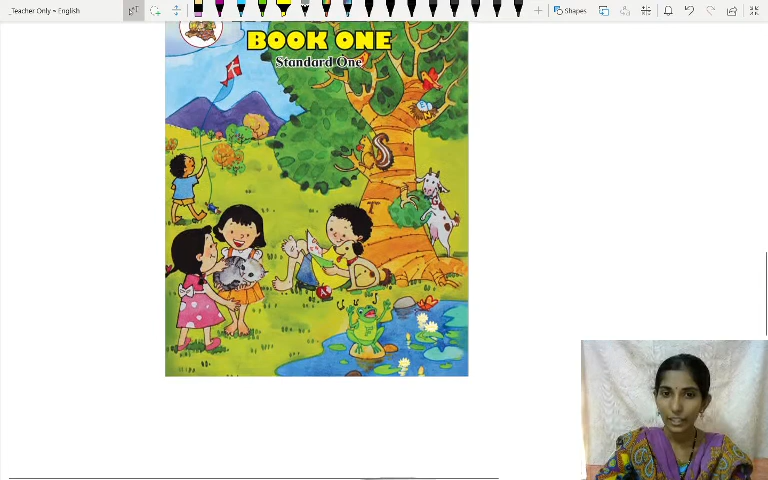 Teacher Only ~ English
Shapes
BOOK ONE
Standard One
T